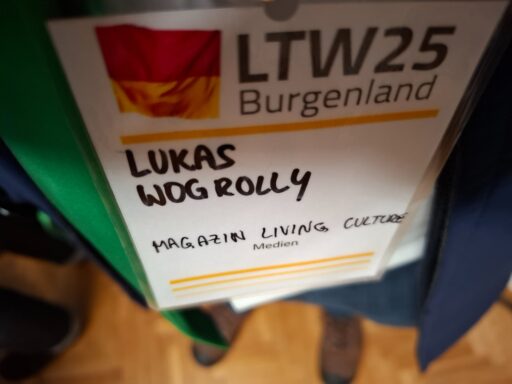 LTW25
Burgenland
LUKAS
WOGROLLY
MAGAZIN LIVING CULTURE
Medien